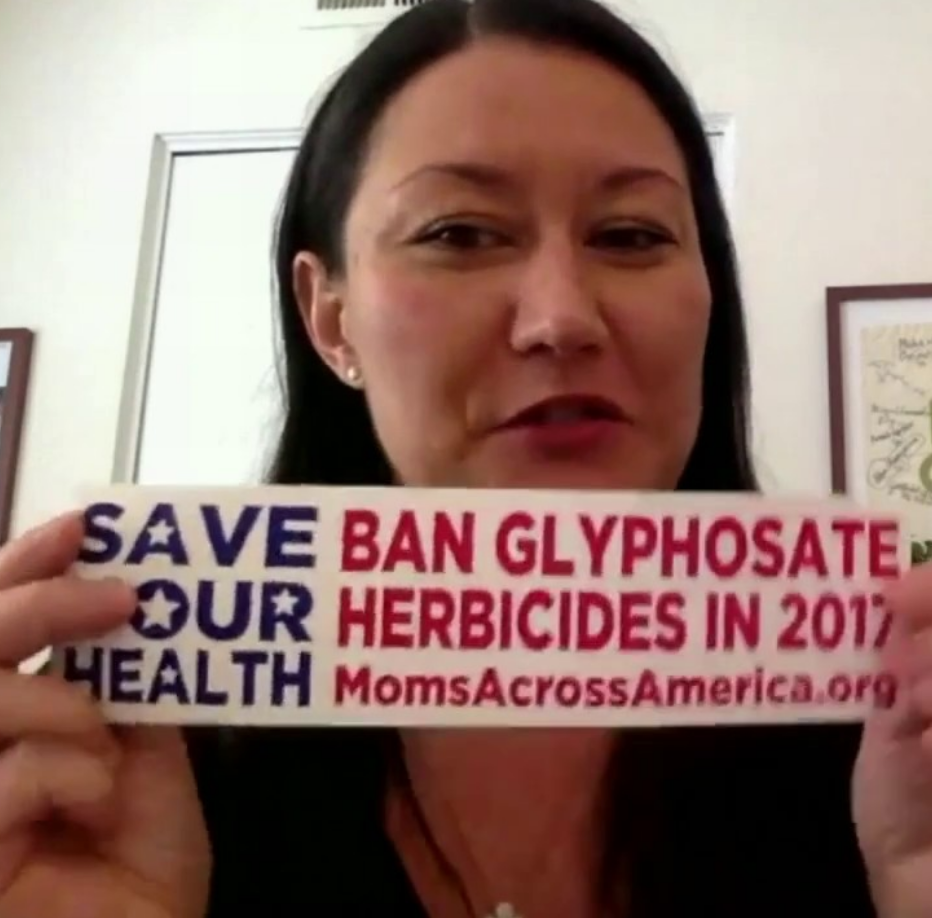 SAVE
OUR
HEALTH
BAN GLYPHOSATE
HERBICIDES IN 2017
MomsAcrossAmerica.org